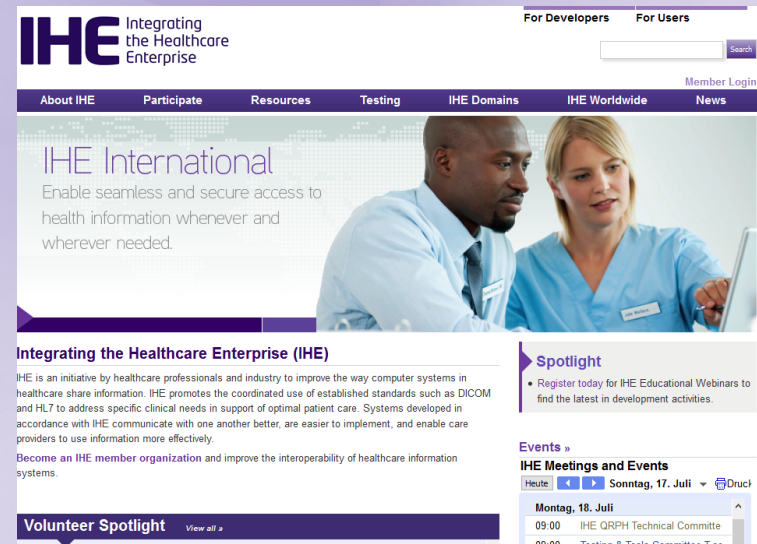 For Developers For Users
IHE Integrating
the Healthcare
Enterprise
Search
Member Login
About IHE Participate Resources Testing IHE Domains IHE Worldwide News
IHE International
Enable seamless and secure access to
health information whenever and
wherever needed.
Integrating the Healthcare Enterprise (IHE)
IHE is an initiative by healthcare professionals and industry to improve the way computer systems in
healthcare share information. IHE promotes the coordinated use of established standards such as DICOM
and HL7 to address specific clinical needs in support of optimal patient care. Systems developed in
accordance with IHE communicate with one another better, are easier to implement, and enable care
providers to use information more effectively.
Become an IHE member organization and improve the interoperability of healthcare information
systems.
Volunteer Spotlight View all »
Spotlight
• Register today for IHE Educational Webinars to
find the latest in development activities.
Events »
IHE Meetings and Events
Heute Sonntag, 17. Juli Druck
Montag, 18. Juli
09:00 IHE QRPH Technical Committe
09:00 Testing & Tools Committee